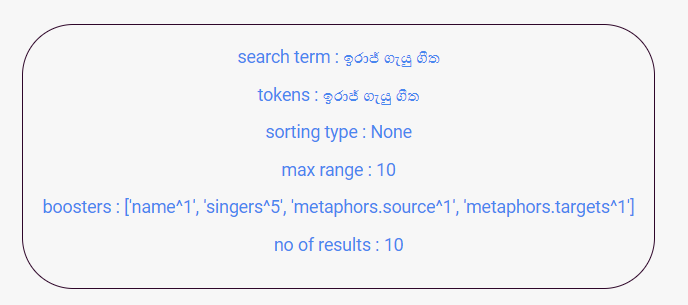 search term : ඉරාජ් ගැයු ගීත
tokens : ඉරාජ් ගැයු ගීත
sorting type : None
max range : 10
boosters : ['name^1', 'singers^5', 'metaphors.source^1', 'metaphors.targets^1']
no of results : 10